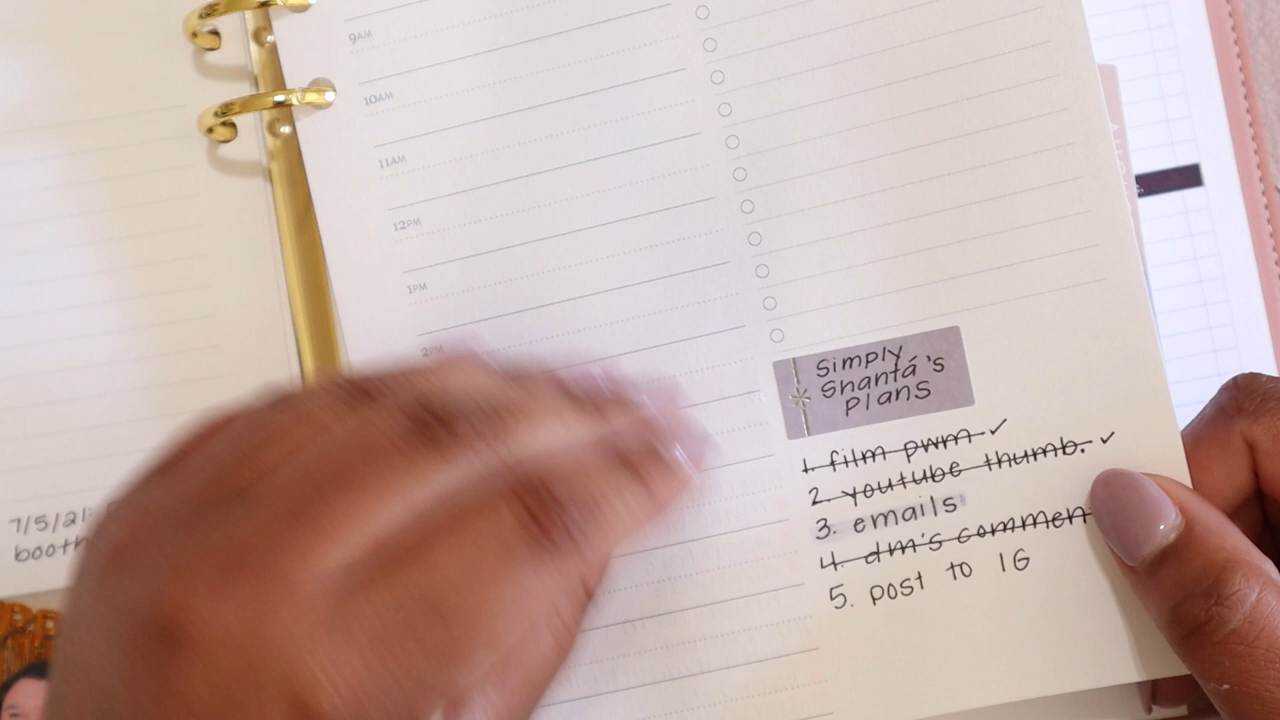 9AM
10AM
11AM
12PM
1PM
2PM
Simply
Shantá's
Plans
1. film pwm ✓
2. youtube thumb. ✓
3. emails
4. dm's commen
5. post to IG
7/5/21:
booth